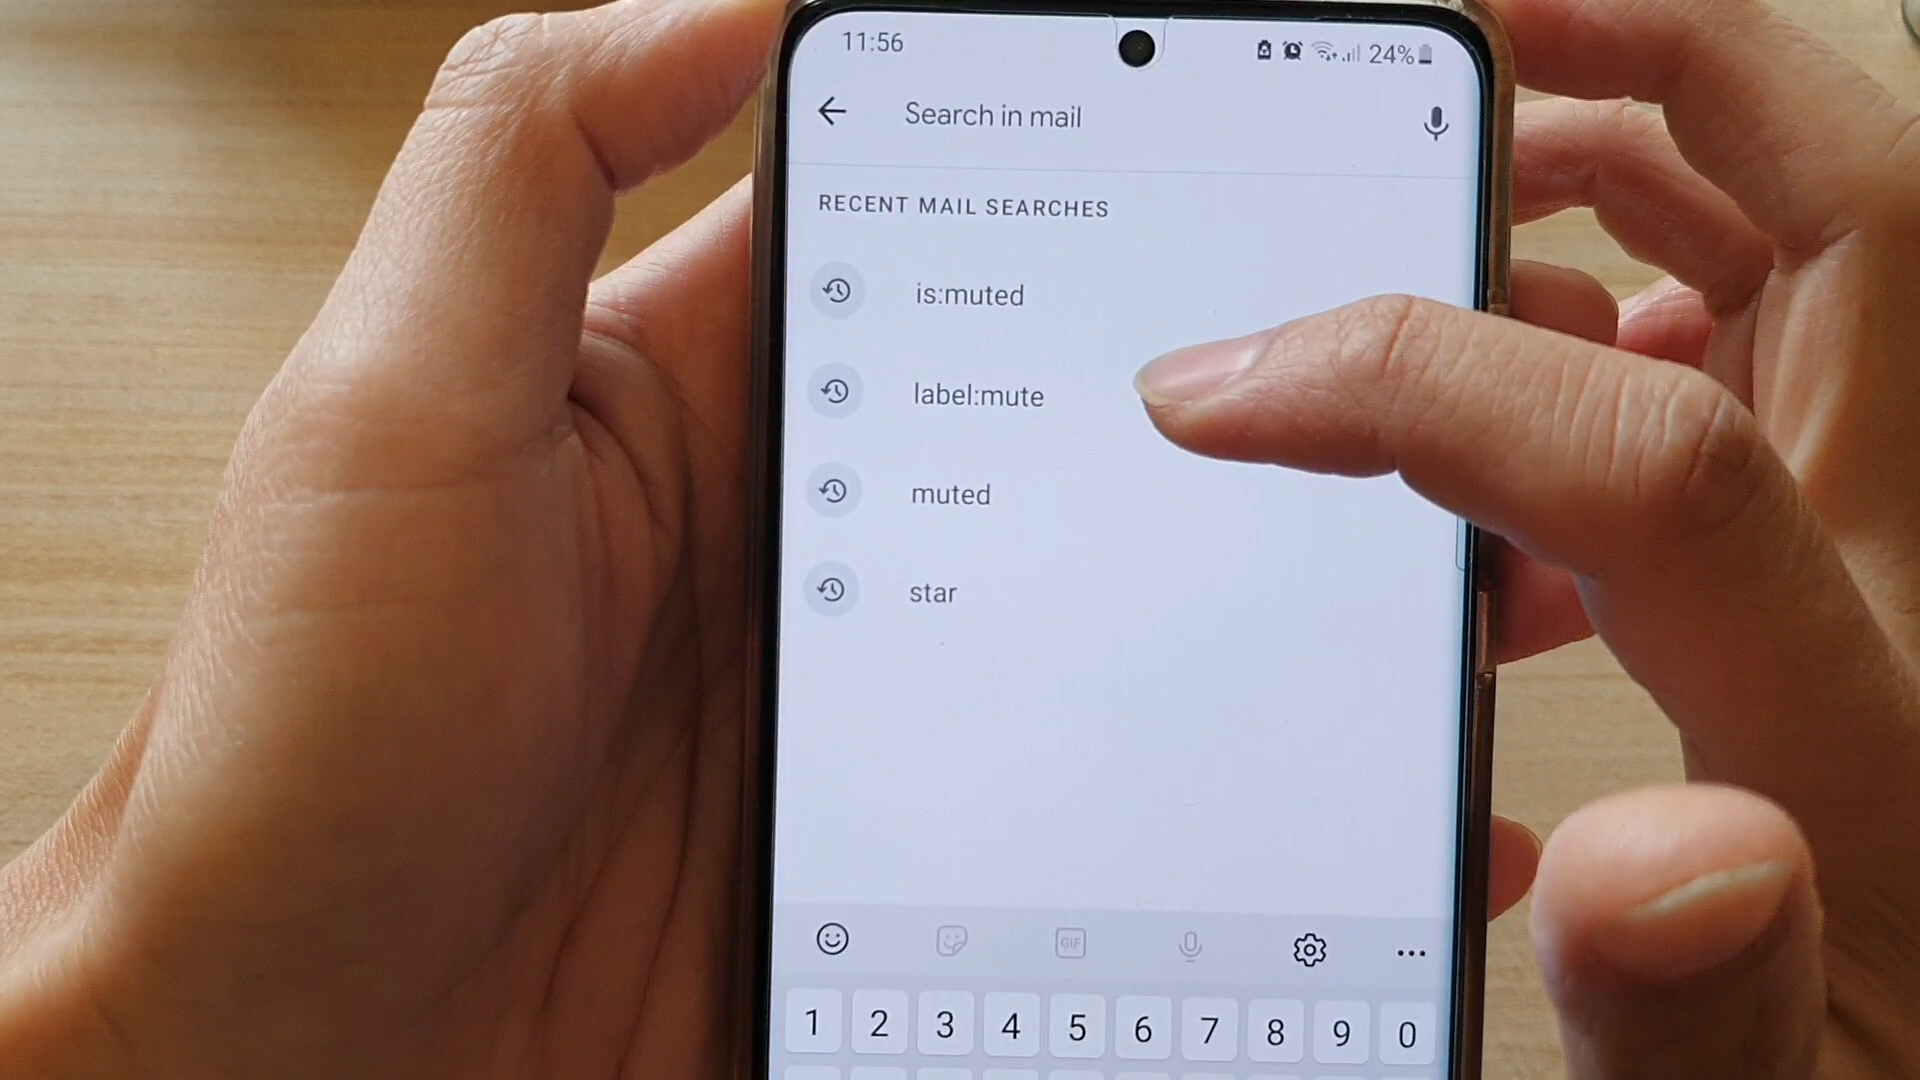 11:56 24%
Search in mail
RECENT MAIL SEARCHES
is:muted
label:mute
muted
star
GIF
1 2 3 4 5 6 7 8 9 0